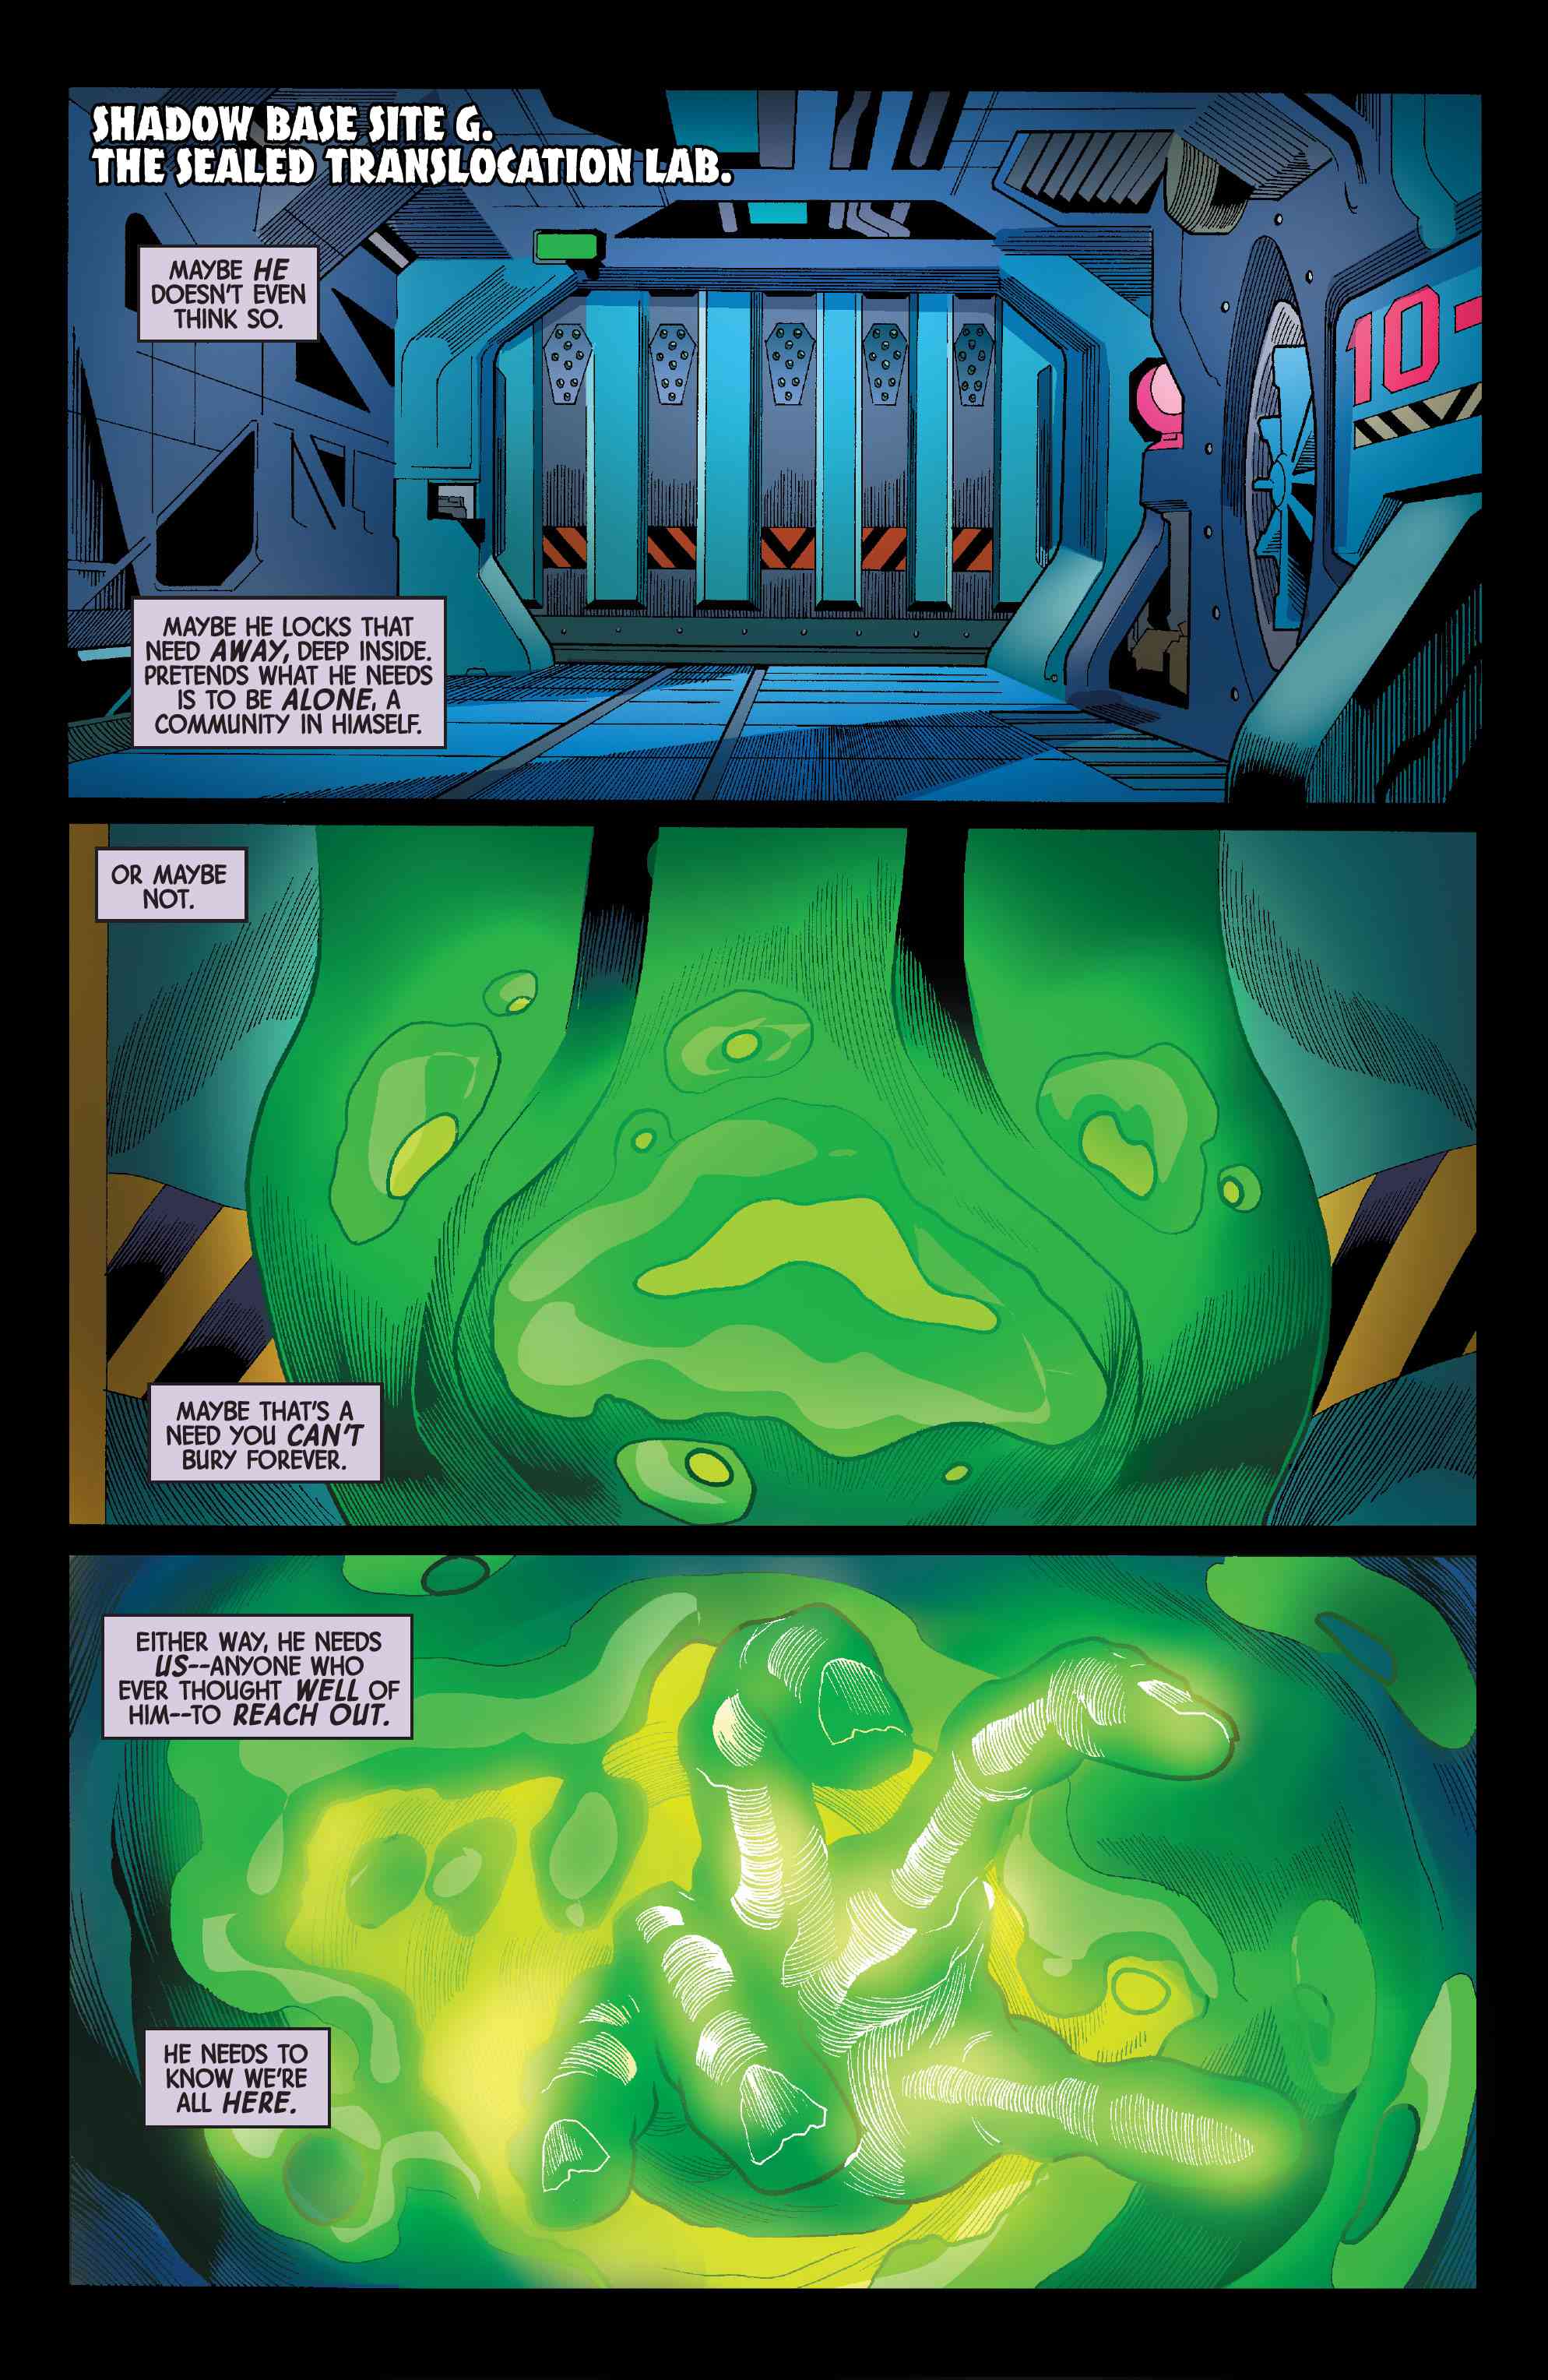 SHADOW BASE SITE G.
THE SEALED TRANSLOCATION LAB.
MAYBE HE
DOESN'T EVEN
THINK SO.
10-
MAYBE HE LOCKS THAT
NEED AWAY, DEEP INSIDE.
PRETENDS WHAT HE NEEDS
IS TO BE ALONE, A
COMMUNITY IN HIMSELF.
OR MAYBE
NOT.
MAYBE THAT'S A
NEED YOU CAN'T
BURY FOREVER.
EITHER WAY, HE NEEDS
US--ANYONE WHO
EVER THOUGHT WELL OF
HIM--TO REACH OUT.
HE NEEDS TO
KNOW WE'RE
ALL HERE.